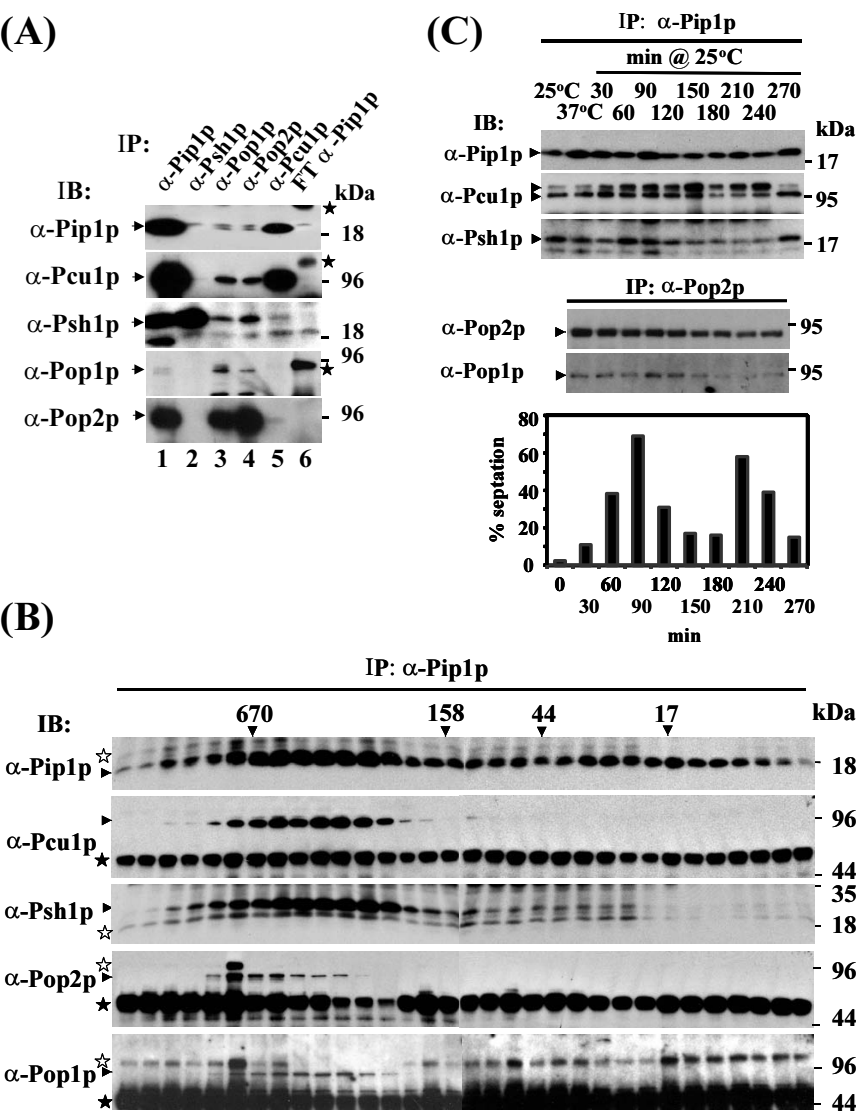 (A)
IP:
α-Pip1p
α-Psh1p
α-Pop1p
α-Pop2p
α-Pcu1p
FT α-Pip1p
IB:
kDa
α-Pip1p
18
α-Pcu1p
96
α-Psh1p
18
α-Pop1p
96
α-Pop2p
96
1 2 3 4 5 6
(C)
IP: α-Pip1p
min @ 25°C
25°C 30 90 150 210 270
37°C 60 120 180 240
IB:
kDa
α-Pip1p
17
α-Pcu1p
95
α-Psh1p
17
IP: α-Pop2p
α-Pop2p
95
α-Pop1p
95
% septation
80
60
40
20
0
0 60 120 180 240
30 90 150 210 270
min
(B)
IP: α-Pip1p
IB:
670 158 44 17 kDa
α-Pip1p
18
α-Pcu1p
96
44
α-Psh1p
35
18
α-Pop2p
96
44
α-Pop1p
96
44